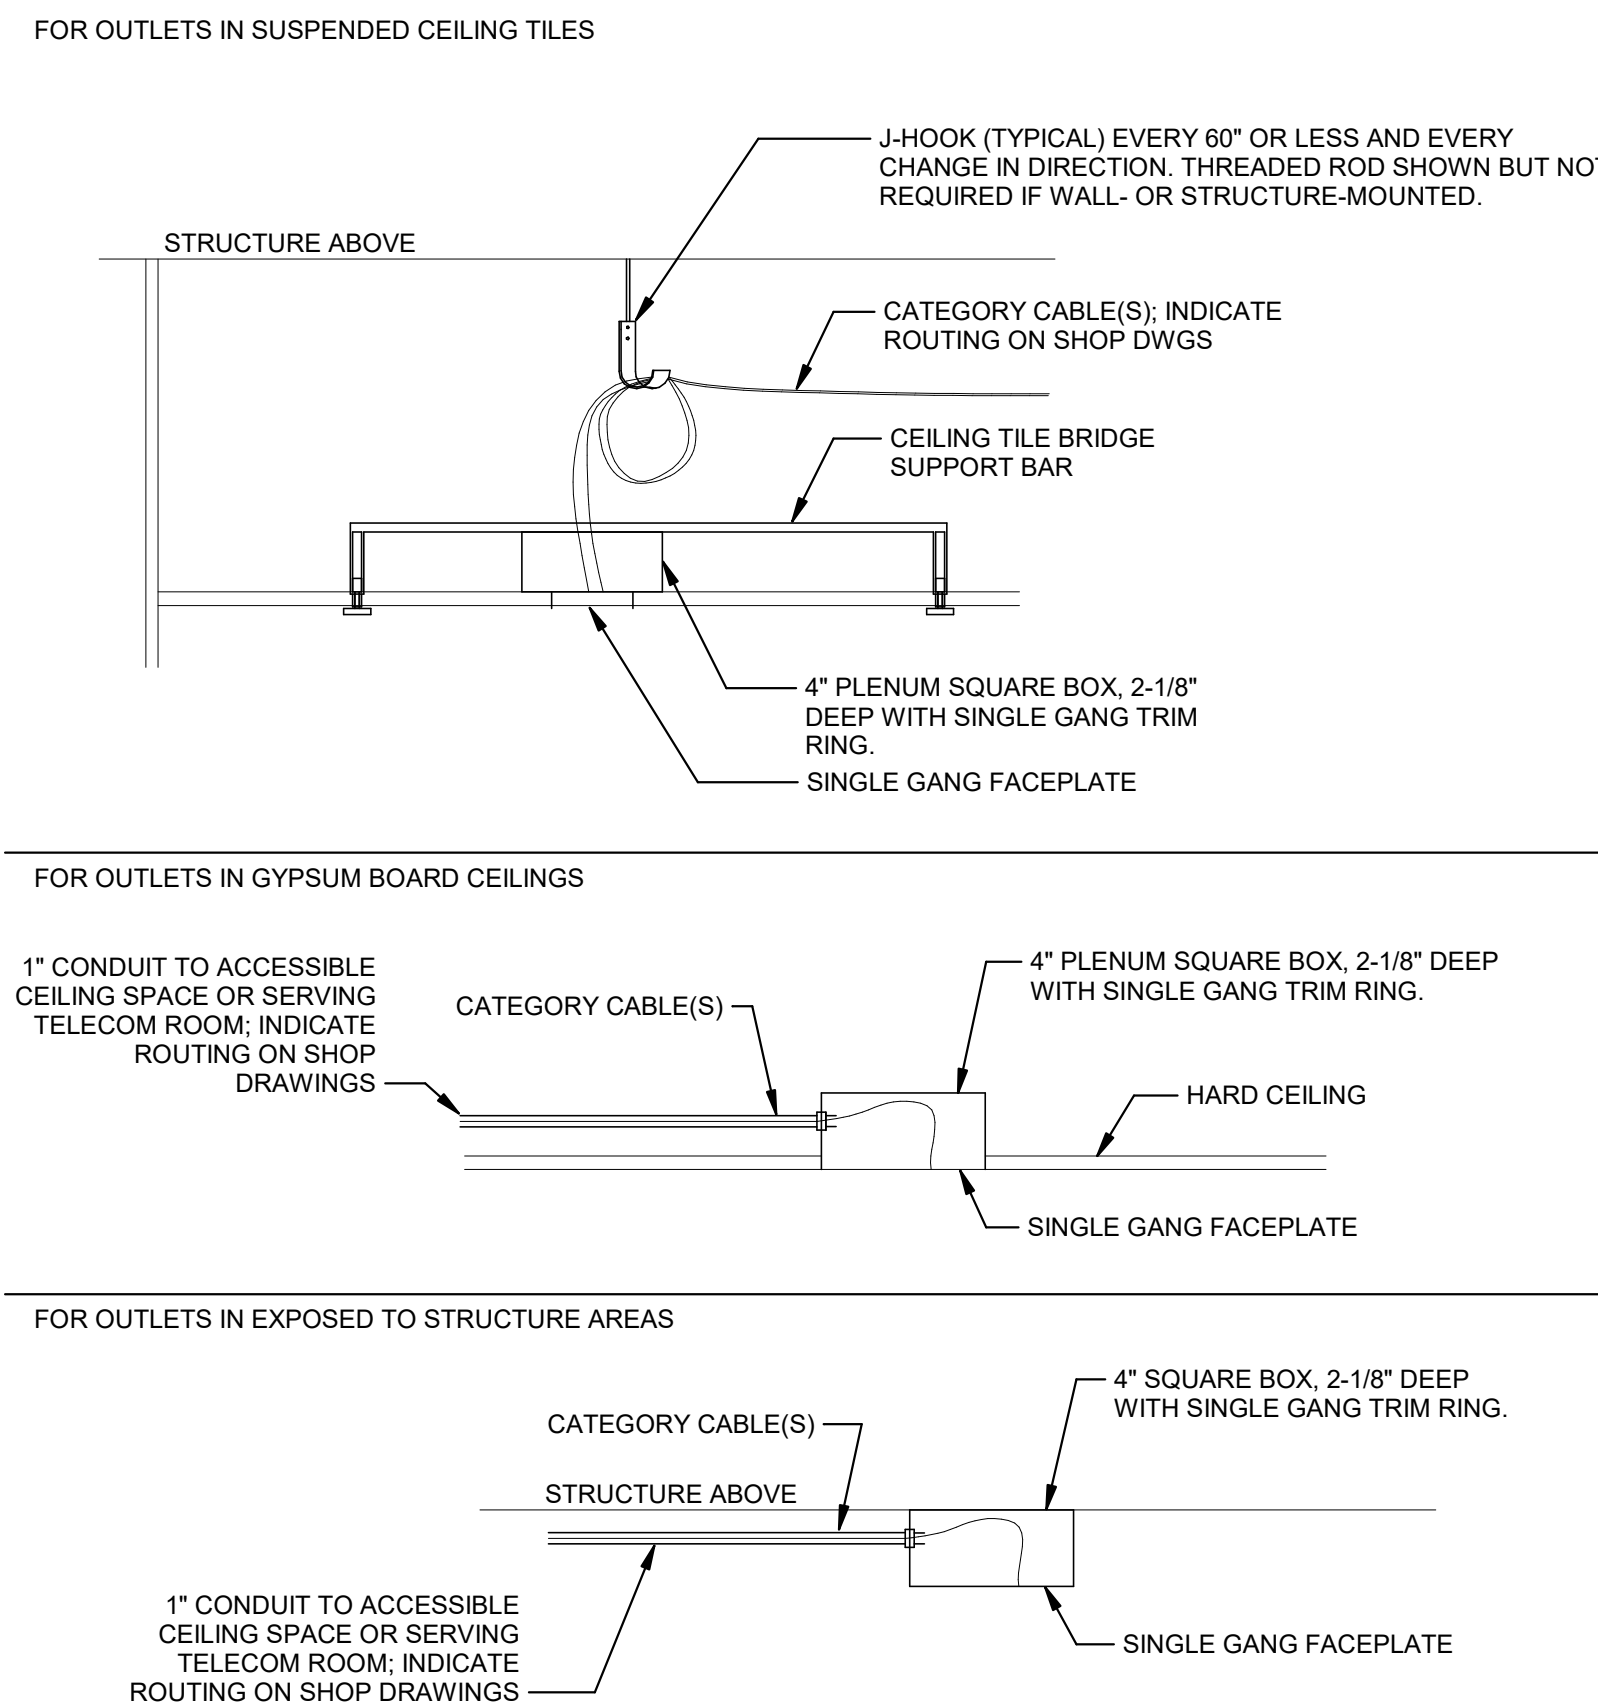 FOR OUTLETS IN SUSPENDED CEILING TILES
J-HOOK (TYPICAL) EVERY 60" OR LESS AND EVERY
CHANGE IN DIRECTION. THREADED ROD SHOWN BUT NOT
REQUIRED IF WALL- OR STRUCTURE-MOUNTED.
STRUCTURE ABOVE
CATEGORY CABLE(S); INDICATE
ROUTING ON SHOP DWGS
CEILING TILE BRIDGE
SUPPORT BAR
4" PLENUM SQUARE BOX, 2-1/8"
DEEP WITH SINGLE GANG TRIM
RING.
SINGLE GANG FACEPLATE
FOR OUTLETS IN GYPSUM BOARD CEILINGS
1" CONDUIT TO ACCESSIBLE
CEILING SPACE OR SERVING
TELECOM ROOM; INDICATE
ROUTING ON SHOP
DRAWINGS
CATEGORY CABLE(S)
4" PLENUM SQUARE BOX, 2-1/8" DEEP
WITH SINGLE GANG TRIM RING.
HARD CEILING
SINGLE GANG FACEPLATE
FOR OUTLETS IN EXPOSED TO STRUCTURE AREAS
4" SQUARE BOX, 2-1/8" DEEP
WITH SINGLE GANG TRIM RING.
CATEGORY CABLE(S)
STRUCTURE ABOVE
1" CONDUIT TO ACCESSIBLE
CEILING SPACE OR SERVING
TELECOM ROOM; INDICATE
ROUTING ON SHOP DRAWINGS
SINGLE GANG FACEPLATE